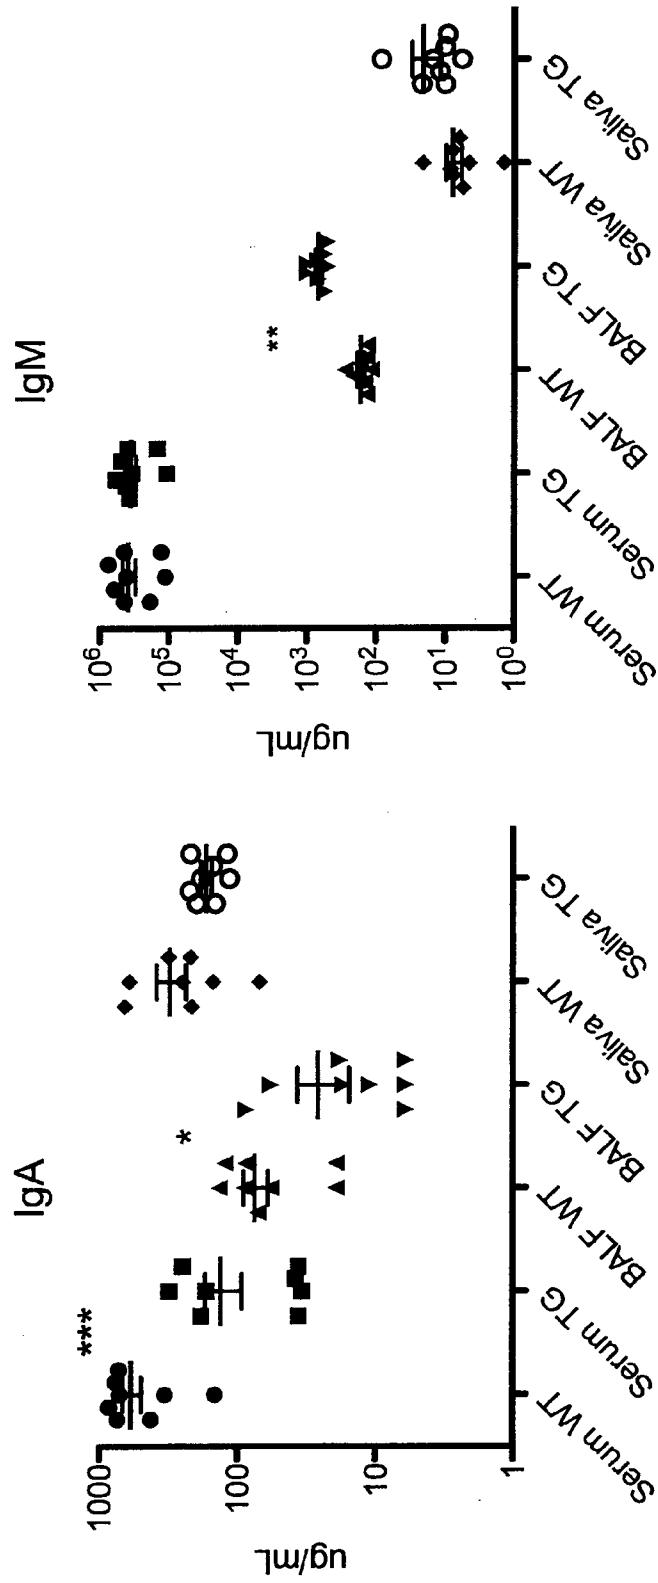 IgA
ug/mL
1000
100
10
1
***
*
Serum WT
Serum TG
BALF WT
BALF TG
Saliva WT
Saliva TG
IgM
ug/mL
10⁶
10⁵
10⁴
10³
10²
10¹
10⁰
**
Serum WT
Serum TG
BALF WT
BALF TG
Saliva WT
Saliva TG